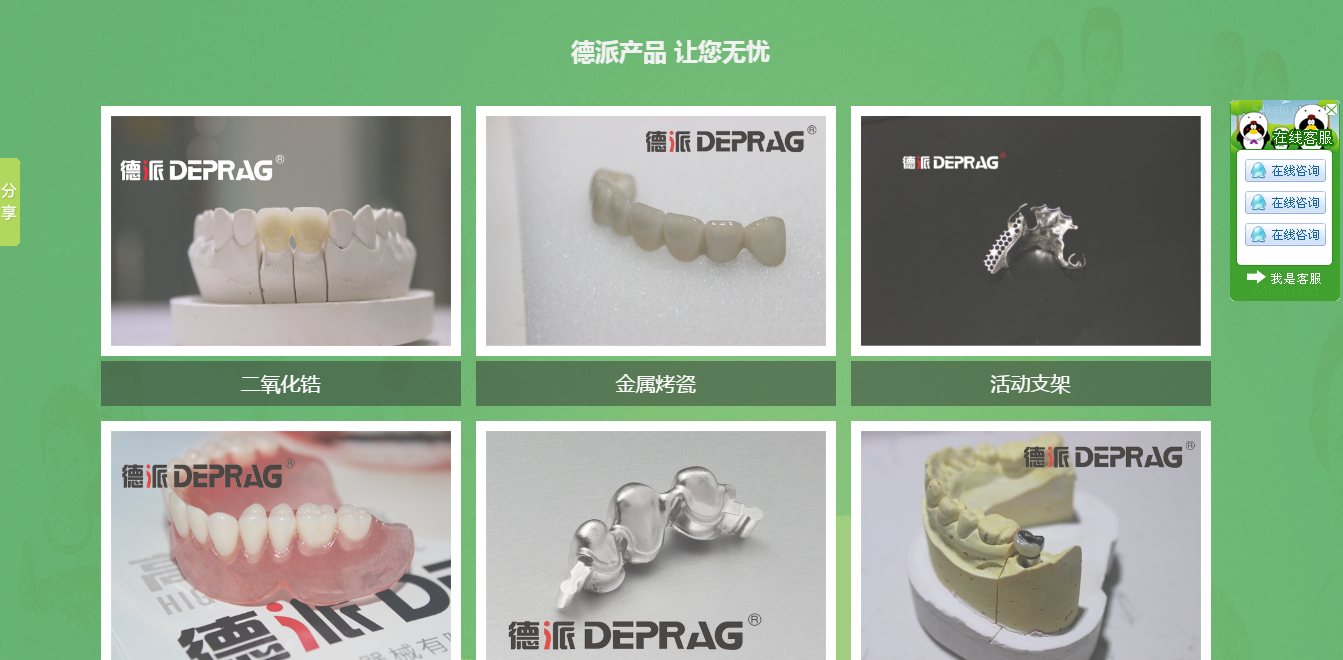 德派产品 让您无忧
分
享
在线客服
在线咨询
在线咨询
在线咨询
我是客服
德派 DEPRAG®
德派 DEPRAG®
德派 DEPRAG
二氧化锆
金属烤瓷
活动支架
德派 DEPRAG®
德派 DEPRAG®
德派 DEPRAG®